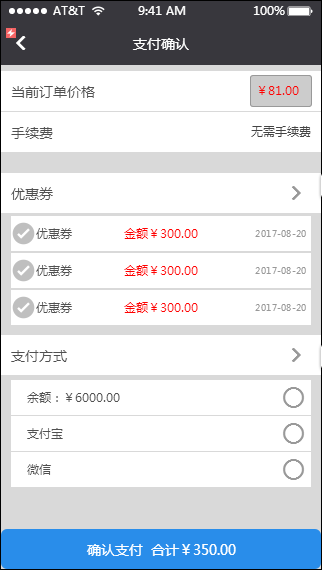 AT&T 9:41 AM 100%
支付确认
当前订单价格 ￥81.00
手续费 无需手续费
优惠券
优惠券 金额￥300.00 2017-08-20
优惠券 金额￥300.00 2017-08-20
优惠券 金额￥300.00 2017-08-20
支付方式
余额：￥6000.00
支付宝
微信
确认支付 合计￥350.00